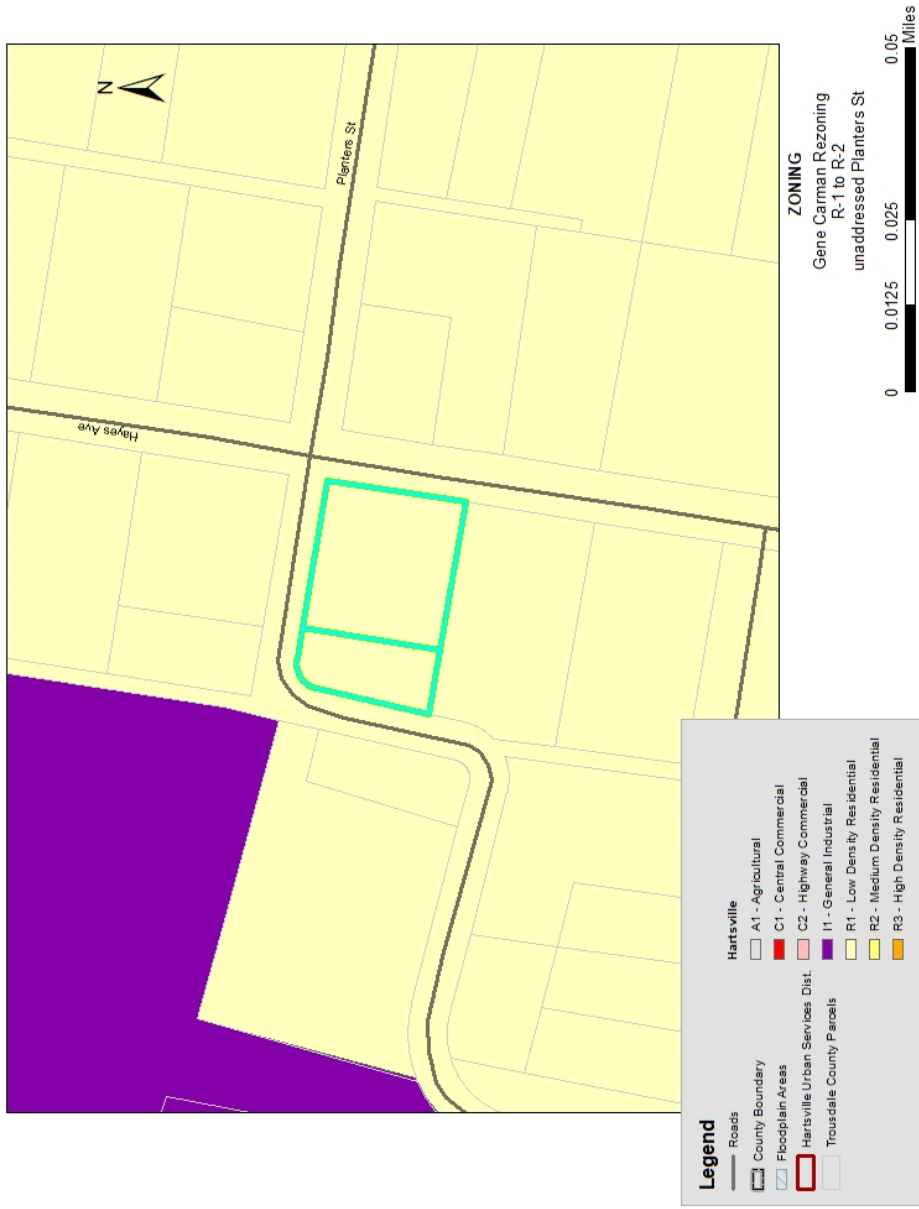 N
Planters St
Hayes Ave
ZONING
Gene Carman Rezoning
R-1 to R-2
unaddressed Planters St
0 0.0125 0.025 0.05
Miles
Legend
Roads
County Boundary
Floodplain Areas
Hartsville Urban Services Dist.
Trousdale County Parcels
Hartsville
A1 - Agricultural
C1 - Central Commercial
C2 - Highway Commercial
I1 - General Industrial
R1 - Low Density Residential
R2 - Medium Density Residential
R3 - High Density Residential